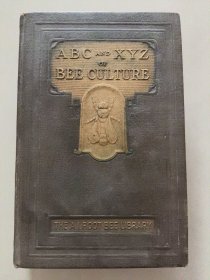 ABC AND XYZ
OF
BEE CULTURE
THE A.I. ROOT BEE LIBRARY